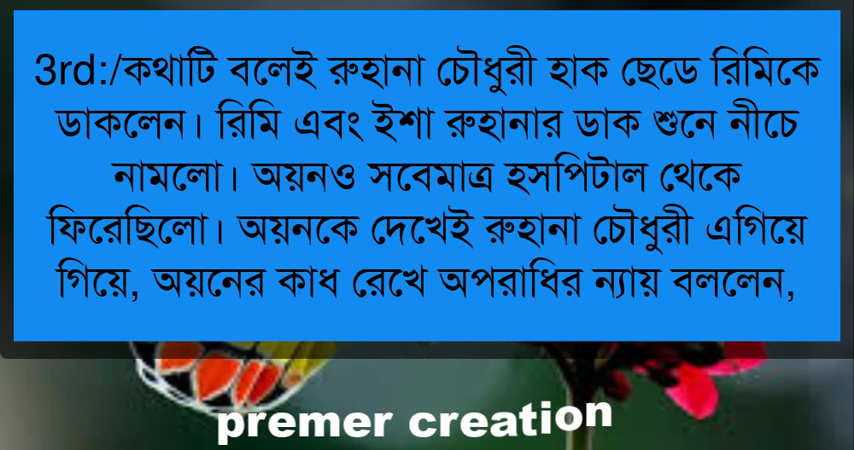 3rd:/কথাটি বলেই রুহানা চৌধুরী হাক ছেডে রিমিকে
ডাকলেন। রিমি এবং ইশা রুহানার ডাক শুনে নীচে
নামলো। অয়নও সবেমাত্র হসপিটাল থেকে
ফিরেছিলো। অয়নকে দেখেই রুহানা চৌধুরী এগিয়ে
গিয়ে, অয়নের কাধ রেখে অপরাধির ন্যায় বললেন,
premer creation